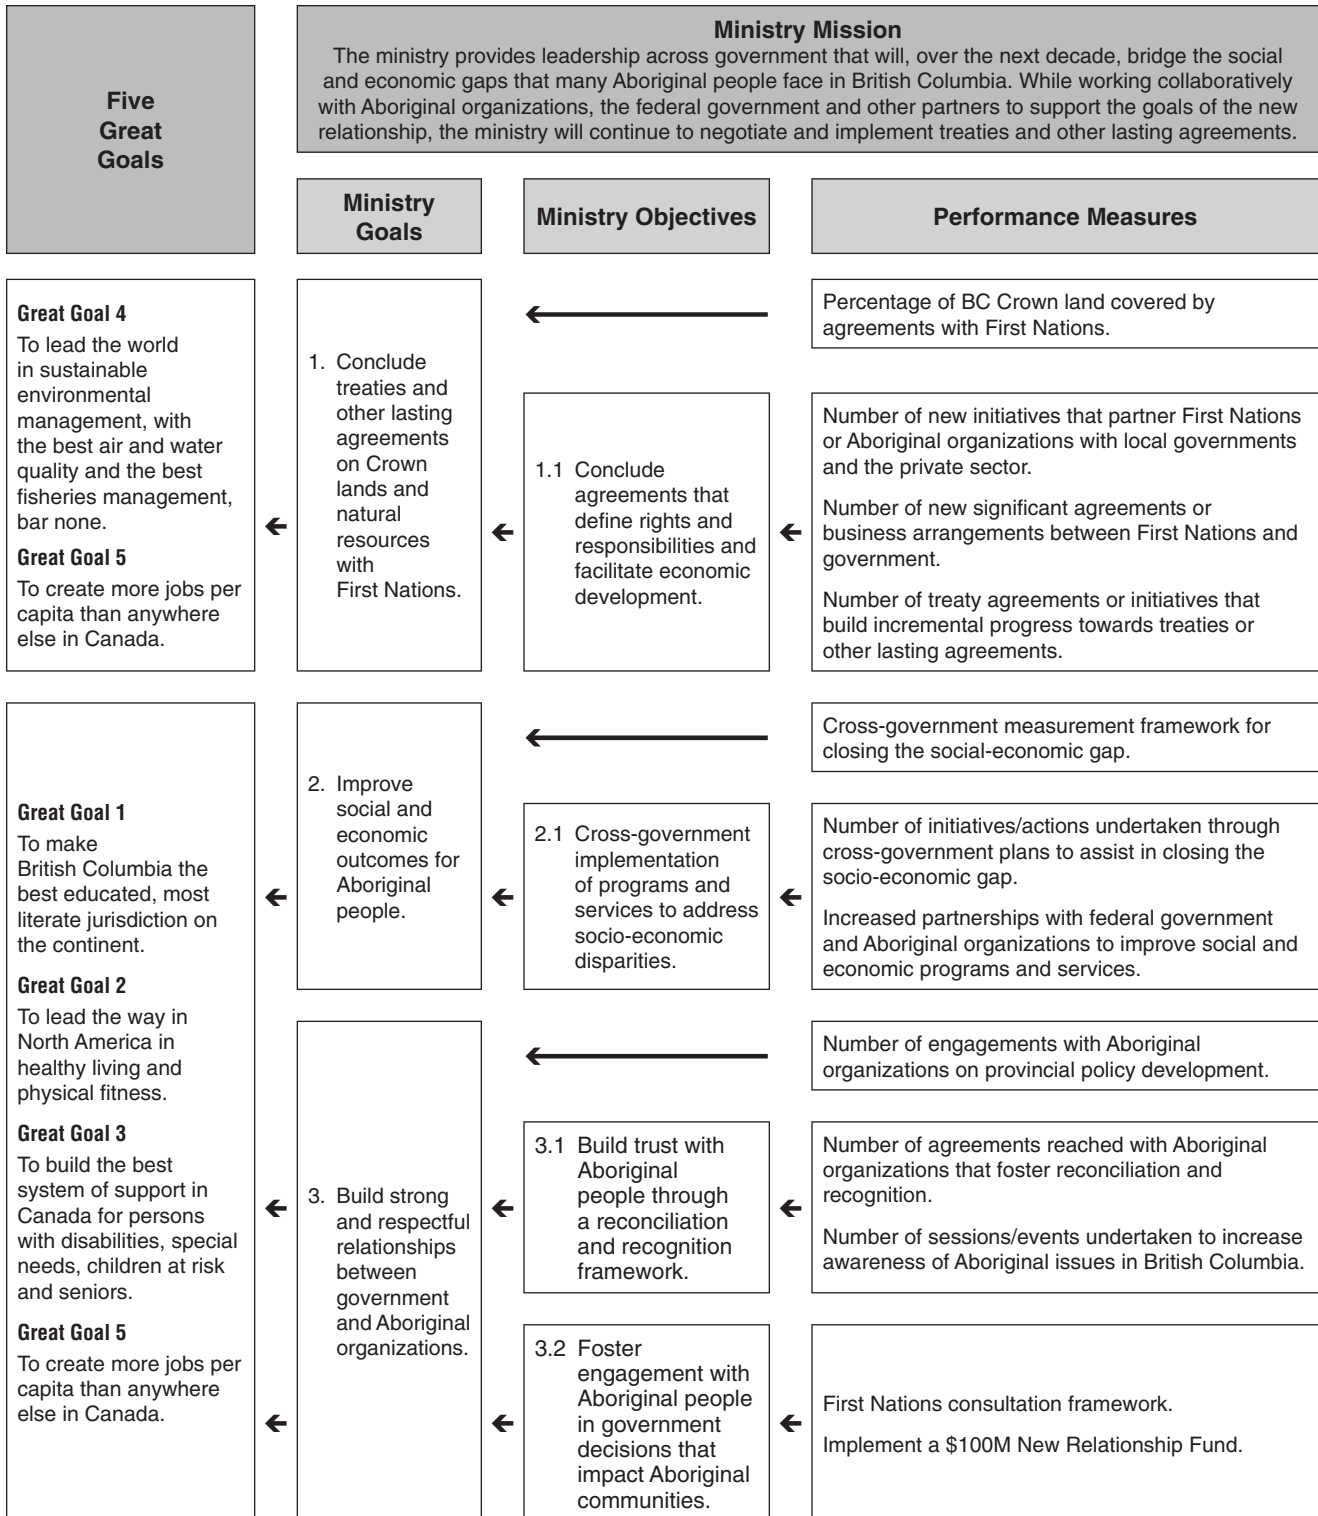 Five
Great
Goals
Ministry Mission
The ministry provides leadership across government that will, over the next decade, bridge the social
and economic gaps that many Aboriginal people face in British Columbia. While working collaboratively
with Aboriginal organizations, the federal government and other partners to support the goals of the new
relationship, the ministry will continue to negotiate and implement treaties and other lasting agreements.
Ministry
Goals
Ministry Objectives
Performance Measures
Great Goal 4
To lead the world
in sustainable
environmental
management, with
the best air and water
quality and the best
fisheries management,
bar none.
Great Goal 5
To create more jobs per
capita than anywhere
else in Canada.
1. Conclude
treaties and
other lasting
agreements
on Crown
lands and
natural
resources
with
First Nations.
Percentage of BC Crown land covered by
agreements with First Nations.
1.1 Conclude
agreements that
define rights and
responsibilities and
facilitate economic
development.
Number of new initiatives that partner First Nations
or Aboriginal organizations with local governments
and the private sector.
Number of new significant agreements or
business arrangements between First Nations and
government.
Number of treaty agreements or initiatives that
build incremental progress towards treaties or
other lasting agreements.
Great Goal 1
To make
British Columbia the
best educated, most
literate jurisdiction on
the continent.
Great Goal 2
To lead the way in
North America in
healthy living and
physical fitness.
Great Goal 3
To build the best
system of support in
Canada for persons
with disabilities, special
needs, children at risk
and seniors.
Great Goal 5
To create more jobs per
capita than anywhere
else in Canada.
2. Improve
social and
economic
outcomes for
Aboriginal
people.
Cross-government measurement framework for
closing the social-economic gap.
2.1 Cross-government
implementation
of programs and
services to address
socio-economic
disparities.
Number of initiatives/actions undertaken through
cross-government plans to assist in closing the
socio-economic gap.
Increased partnerships with federal government
and Aboriginal organizations to improve social and
economic programs and services.
3. Build strong
and respectful
relationships
between
government
and Aboriginal
organizations.
Number of engagements with Aboriginal
organizations on provincial policy development.
3.1 Build trust with
Aboriginal
people through
a reconciliation
and recognition
framework.
Number of agreements reached with Aboriginal
organizations that foster reconciliation and
recognition.
Number of sessions/events undertaken to increase
awareness of Aboriginal issues in British Columbia.
3.2 Foster
engagement with
Aboriginal people
in government
decisions that
impact Aboriginal
communities.
First Nations consultation framework.
Implement a $100M New Relationship Fund.